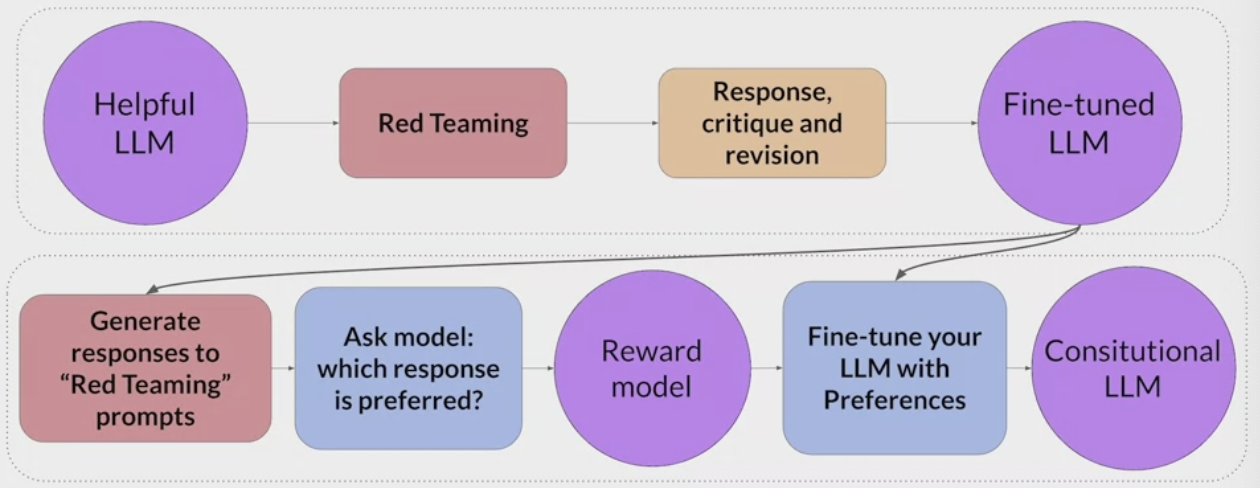 Helpful
LLM
Red Teaming
Response,
critique and
revision
Fine-tuned
LLM
Generate
responses to
“Red Teaming”
prompts
Ask model:
which response
is preferred?
Reward
model
Fine-tune your
LLM with
Preferences
Consitutional
LLM